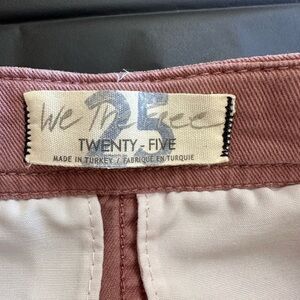 We The Free
25
TWENTY-FIVE
MADE IN TURKEY / FABRIQUÉ EN TURQUIE